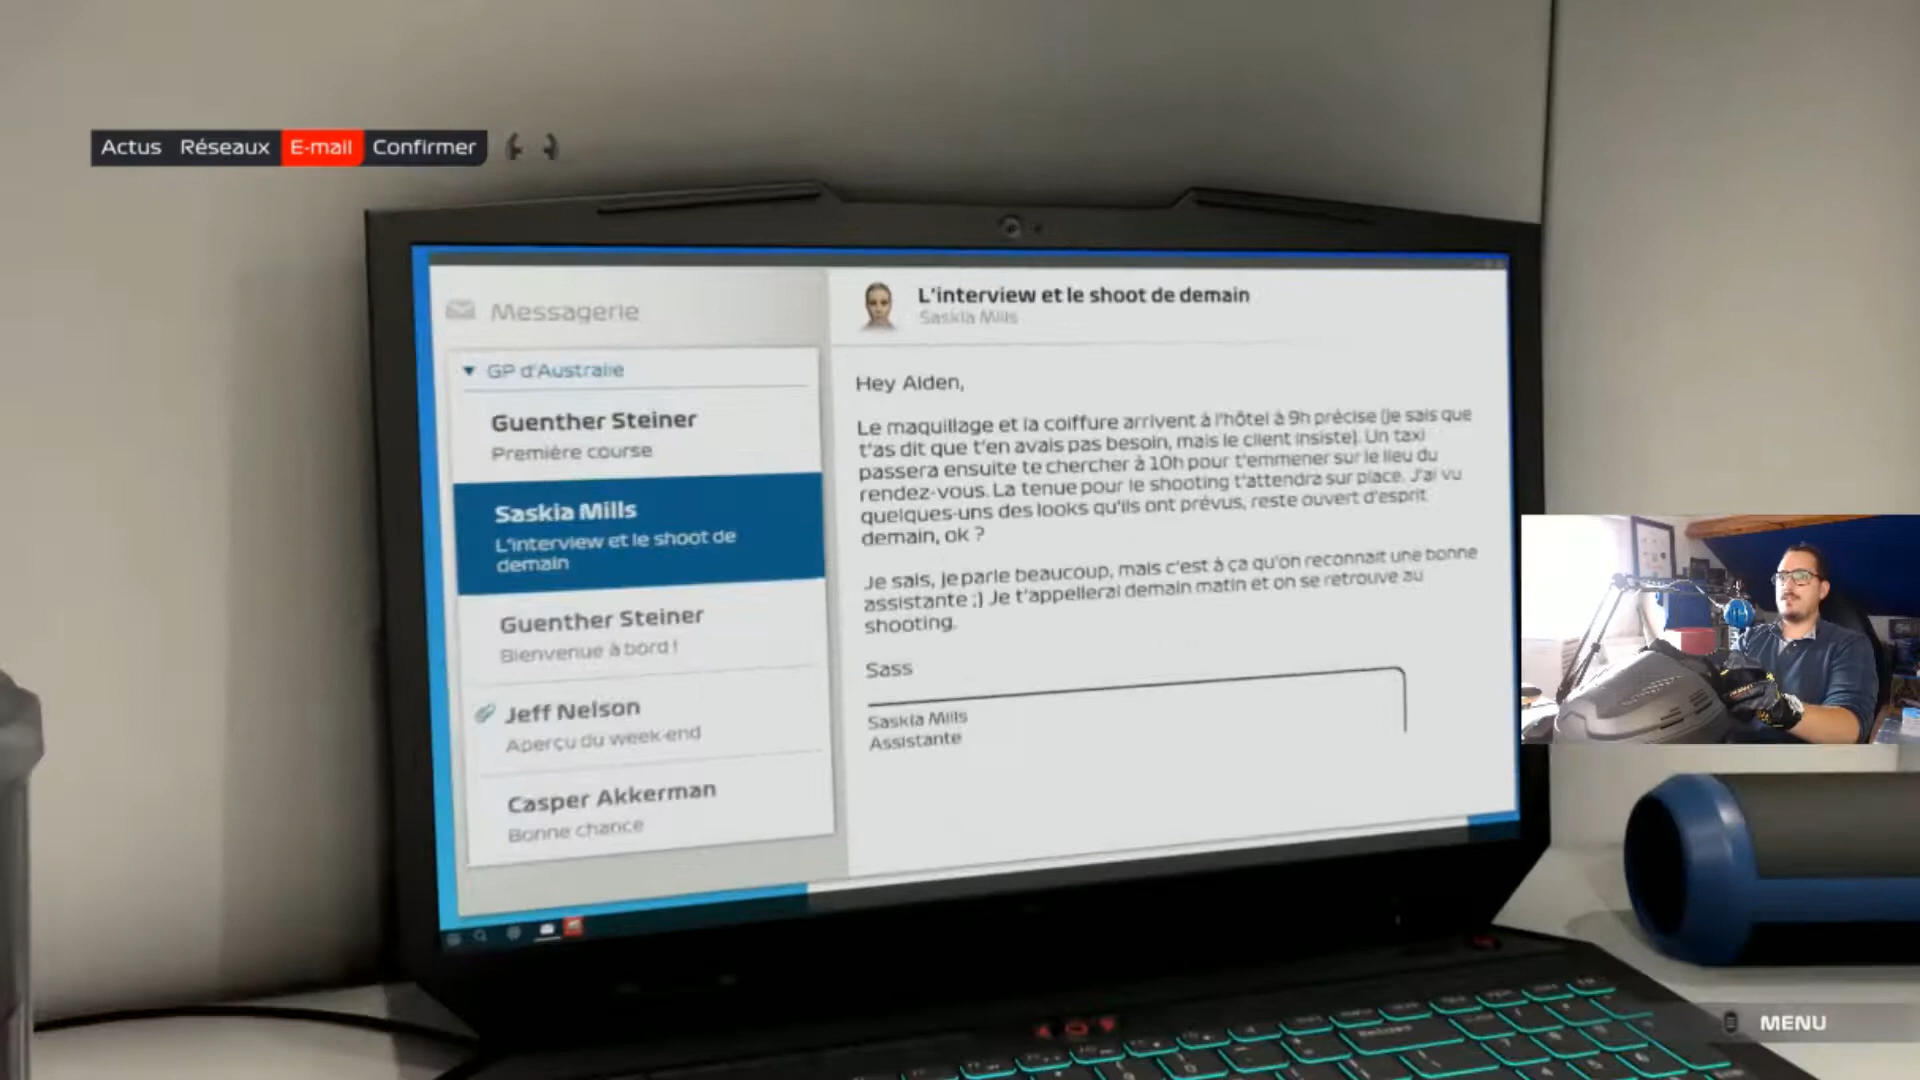 Actus Réseaux E-mail Confirmer
Messagerie
GP d'Australie
Guenther Steiner
Première course
Saskia Mills
L'interview et le shoot de
demain
Guenther Steiner
Bienvenue à bord !
Jeff Nelson
Aperçu du week-end
Casper Akkerman
Bonne chance
L'interview et le shoot de demain
Saskia Mills
Hey Aiden,
Le maquillage et la coiffure arrivent à l'hôtel à 9h précise (je sais que
t'as dit que t'en avais pas besoin, mais le client insiste). Un taxi
passera ensuite te chercher à 10h pour t'emmener sur le lieu du
rendez-vous. La tenue pour le shooting t'attendra sur place. J'ai vu
quelques-uns des looks qu'ils ont prévus, reste ouvert d'esprit
demain, ok ?
Je sais, je parle beaucoup, mais c'est à ça qu'on reconnait une bonne
assistante ;) Je t'appellerai demain matin et on se retrouve au
shooting.
Sass
Saskia Mills
Assistante
MENU